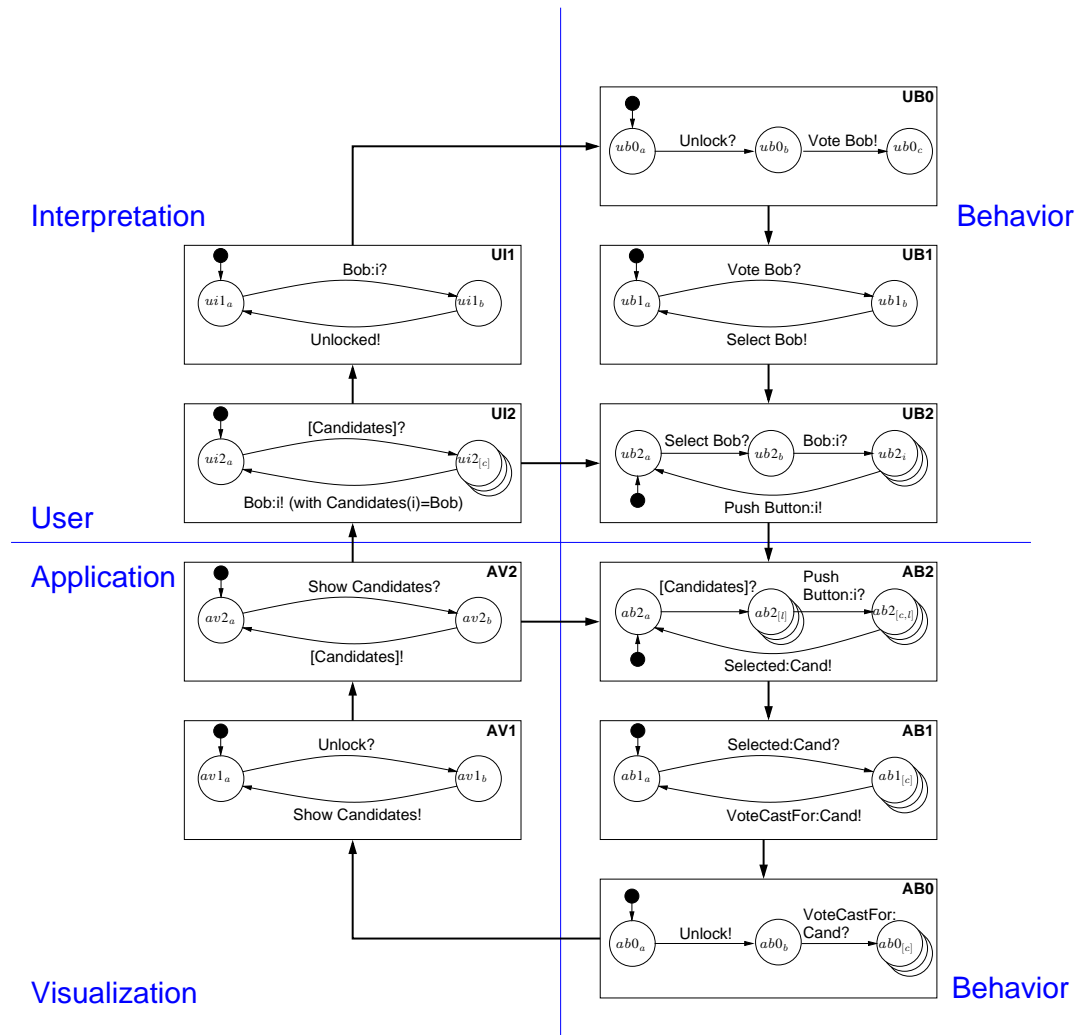 UB0
ub0a
Unlock?
ub0b
Vote Bob!
ub0c
Interpretation
Behavior
UI1
Bob:i?
ui1a
ui1b
Unlocked!
UB1
Vote Bob?
ub1a
ub1b
Select Bob!
UI2
[Candidates]?
ui2a
ui2[c]
Bob:i! (with Candidates(i)=Bob)
UB2
Select Bob?
Bob:i?
ub2a
ub2b
ub2i
Push Button:i!
User
Application
AV2
Show Candidates?
av2a
av2b
[Candidates]!
AB2
[Candidates]?
Push
Button:i?
ab2a
ab2[l]
ab2[c,l]
Selected:Cand!
AV1
Unlock?
av1a
av1b
Show Candidates!
AB1
Selected:Cand?
ab1a
ab1[c]
VoteCastFor:Cand!
AB0
VoteCastFor:
Cand?
Unlock!
ab0a
ab0b
ab0[c]
Visualization
Behavior